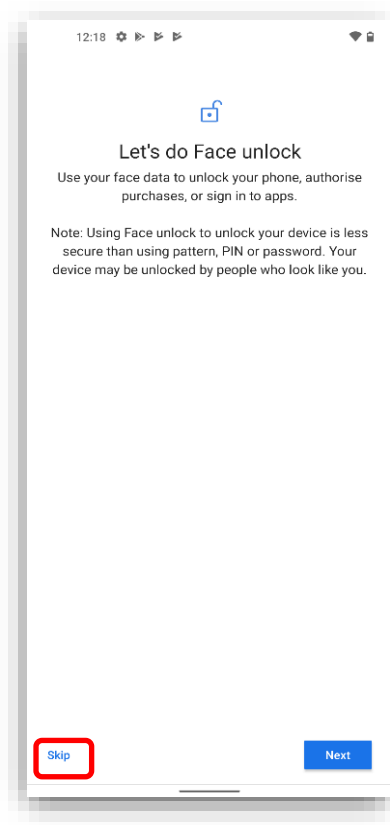 12:18
Let's do Face unlock
Use your face data to unlock your phone, authorise
purchases, or sign in to apps.
Note: Using Face unlock to unlock your device is less
secure than using pattern, PIN or password. Your
device may be unlocked by people who look like you.
Skip
Next